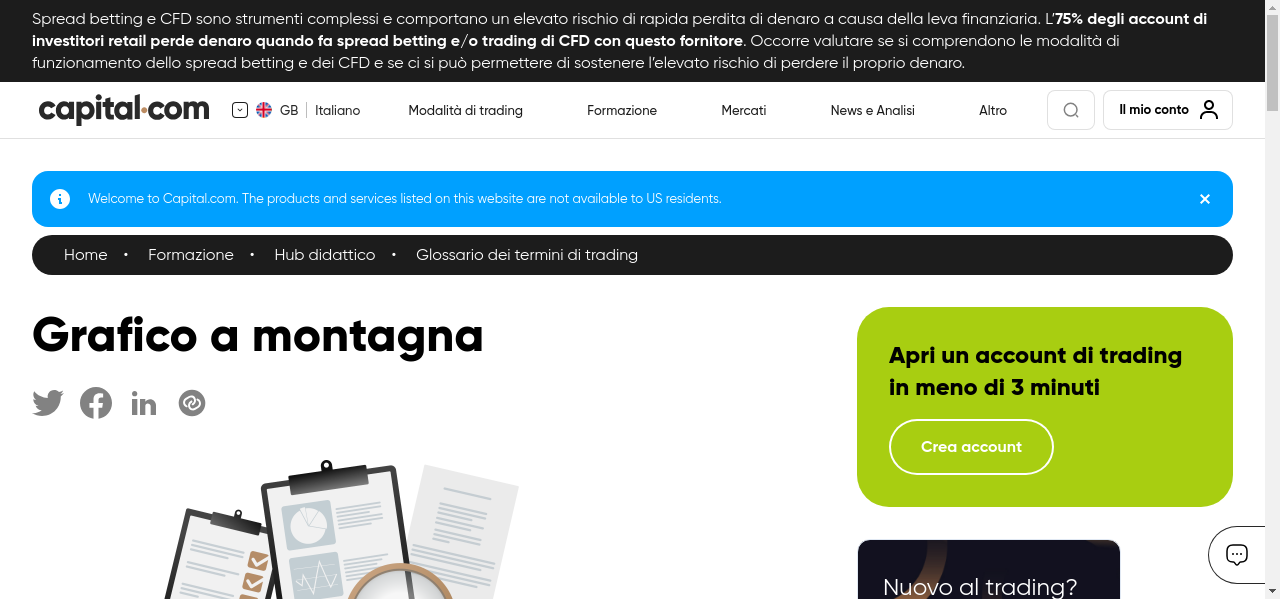 Spread betting e CFD sono strumenti complessi e comportano un elevato rischio di rapida perdita di denaro a causa della leva finanziaria. L’75% degli account di
investitori retail perde denaro quando fa spread betting e/o trading di CFD con questo fornitore. Occorre valutare se si comprendono le modalità di
funzionamento dello spread betting e dei CFD e se ci si può permettere di sostenere l’elevato rischio di perdere il proprio denaro.
capital.com GB Italiano Modalità di trading Formazione Mercati News e Analisi Altro Il mio conto
Welcome to Capital.com. The products and services listed on this website are not available to US residents.
Home • Formazione • Hub didattico • Glossario dei termini di trading
Grafico a montagna
Apri un account di trading
in meno di 3 minuti
Crea account
Nuovo al trading?